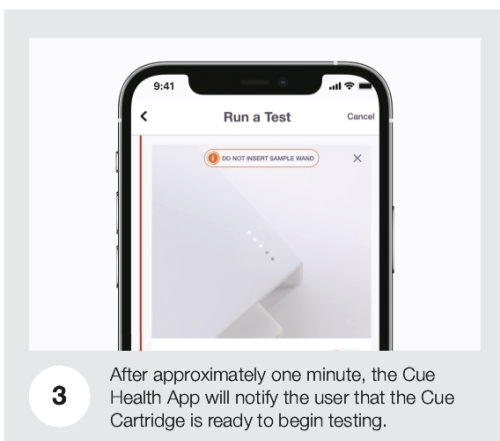 9:41
Run a Test
Cancel
DO NOT INSERT SAMPLE WAND
3
After approximately one minute, the Cue
Health App will notify the user that the Cue
Cartridge is ready to begin testing.